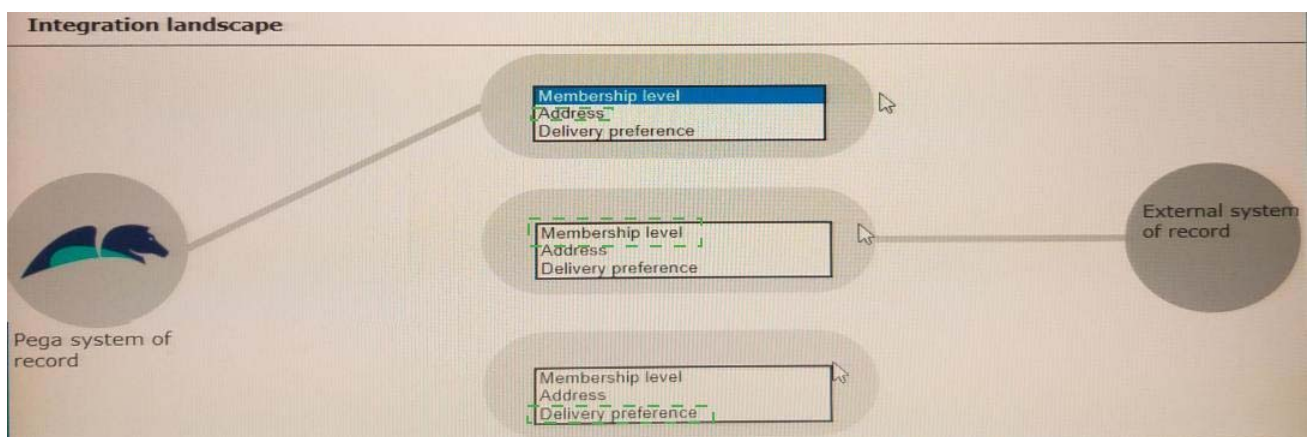 Integration landscape
Membership level
Address
Delivery preference
Membership level
Address
Delivery preference
External system
of record
Pega system of
record
Membership level
Address
Delivery preference